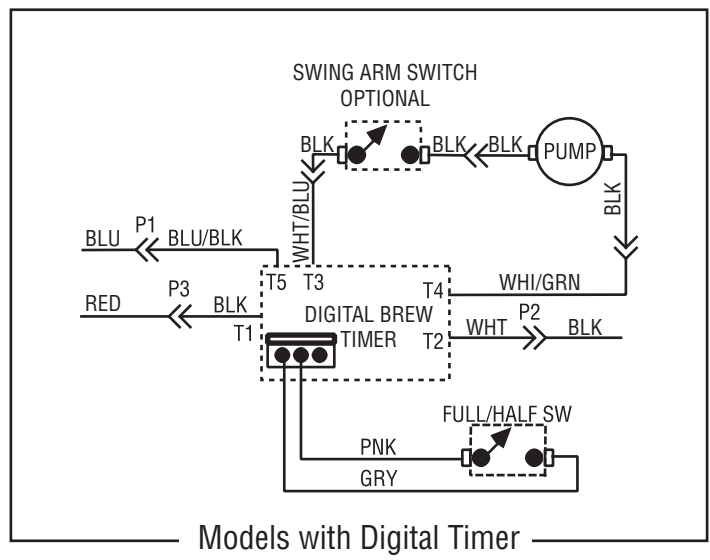 SWING ARM SWITCH
OPTIONAL
BLK
BLK
BLK
PUMP
WHT/BLU
BLK
P1
BLU
BLU/BLK
T5
T3
WHI/GRN
T4
P3
RED
BLK
T1
DIGITAL BREW
TIMER
T2
WHT
P2
BLK
FULL/HALF SW
PNK
GRY
Models with Digital Timer